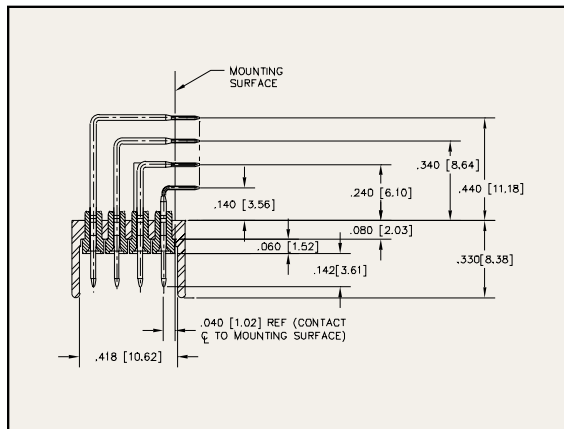 MOUNTING
SURFACE
.340 [8.64]
.440 [11.18]
.240 [6.10]
.140 [3.56]
.080 [2.03]
.060 [1.52]
.330[8.38]
.142[3.61]
.040 [1.02] REF (CONTACT
℄ TO MOUNTING SURFACE)
.418 [10.62]